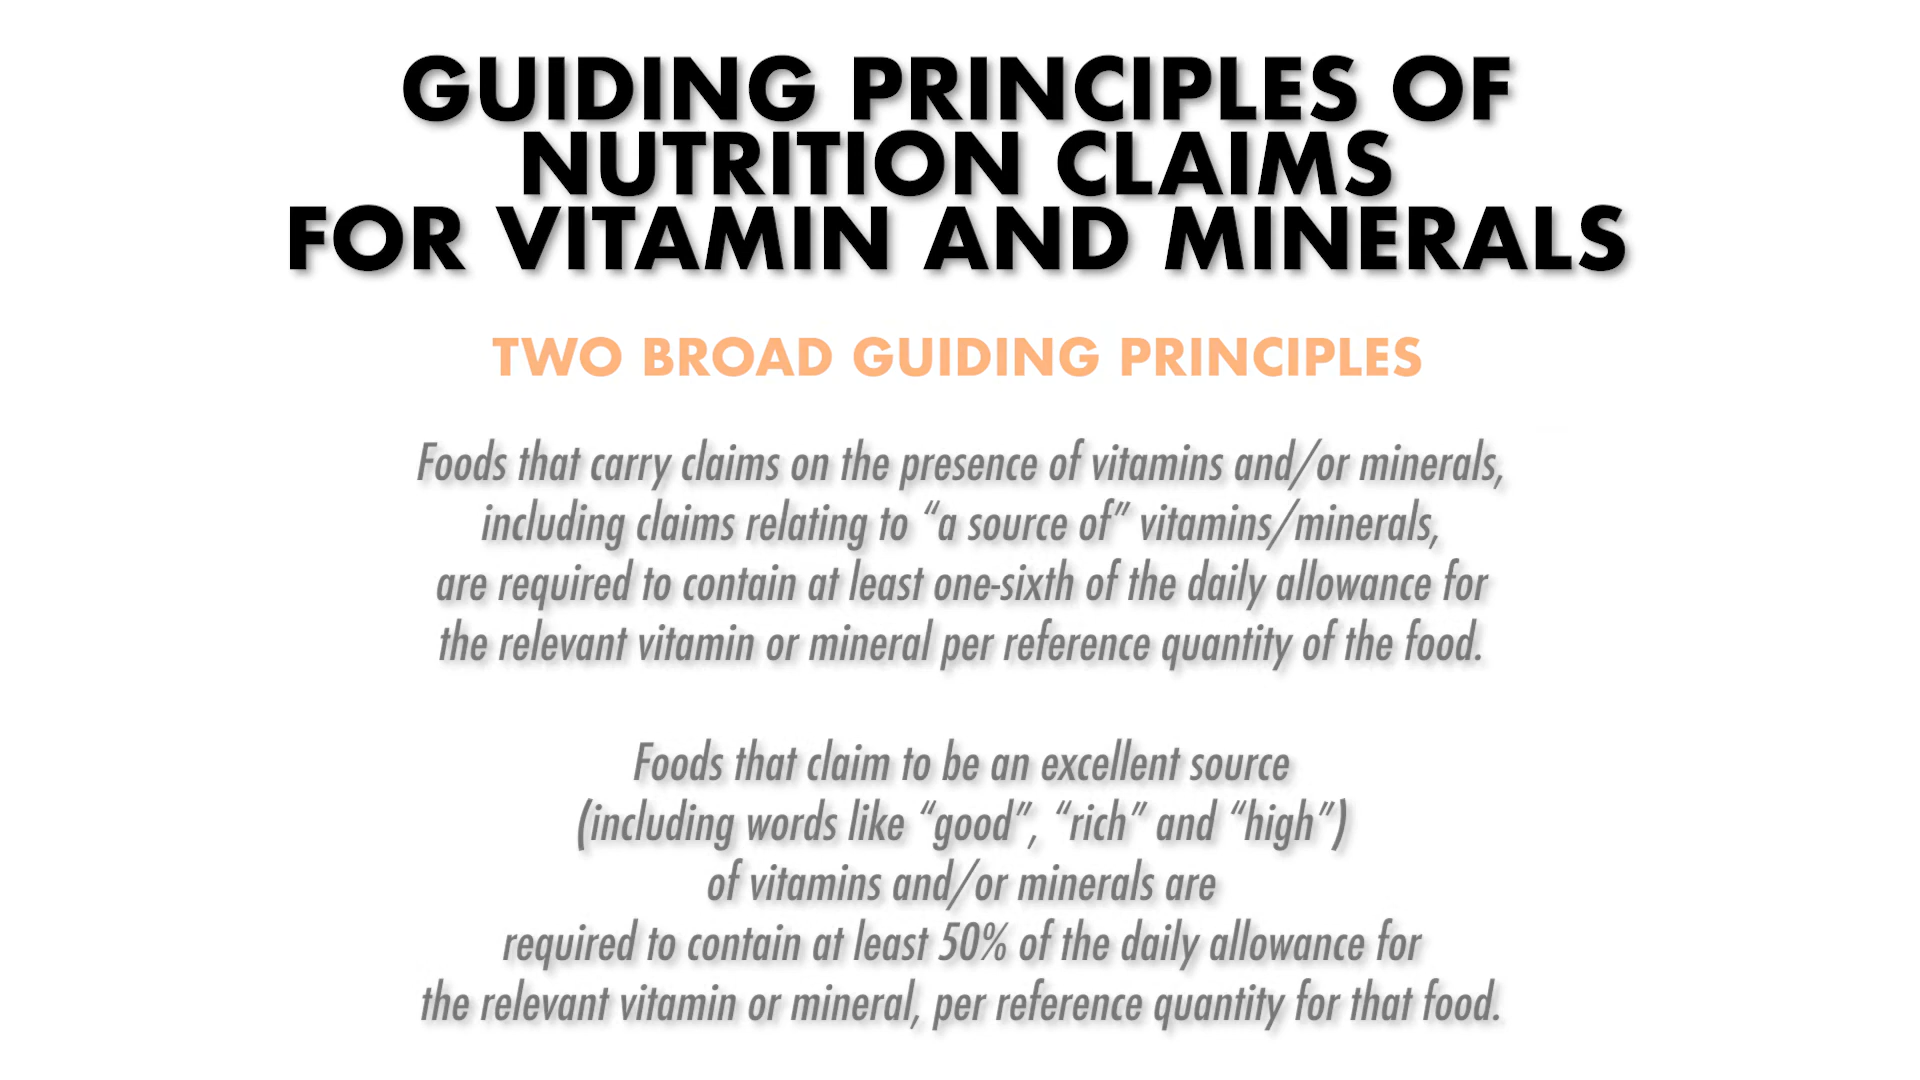 GUIDING PRINCIPLES OF
NUTRITION CLAIMS
FOR VITAMIN AND MINERALS
TWO BROAD GUIDING PRINCIPLES
Foods that carry claims on the presence of vitamins and/or minerals,
including claims relating to “a source of” vitamins/minerals,
are required to contain at least one-sixth of the daily allowance for
the relevant vitamin or mineral per reference quantity of the food.
Foods that claim to be an excellent source
(including words like “good”, “rich” and “high”)
of vitamins and/or minerals are
required to contain at least 50% of the daily allowance for
the relevant vitamin or mineral, per reference quantity for that food.